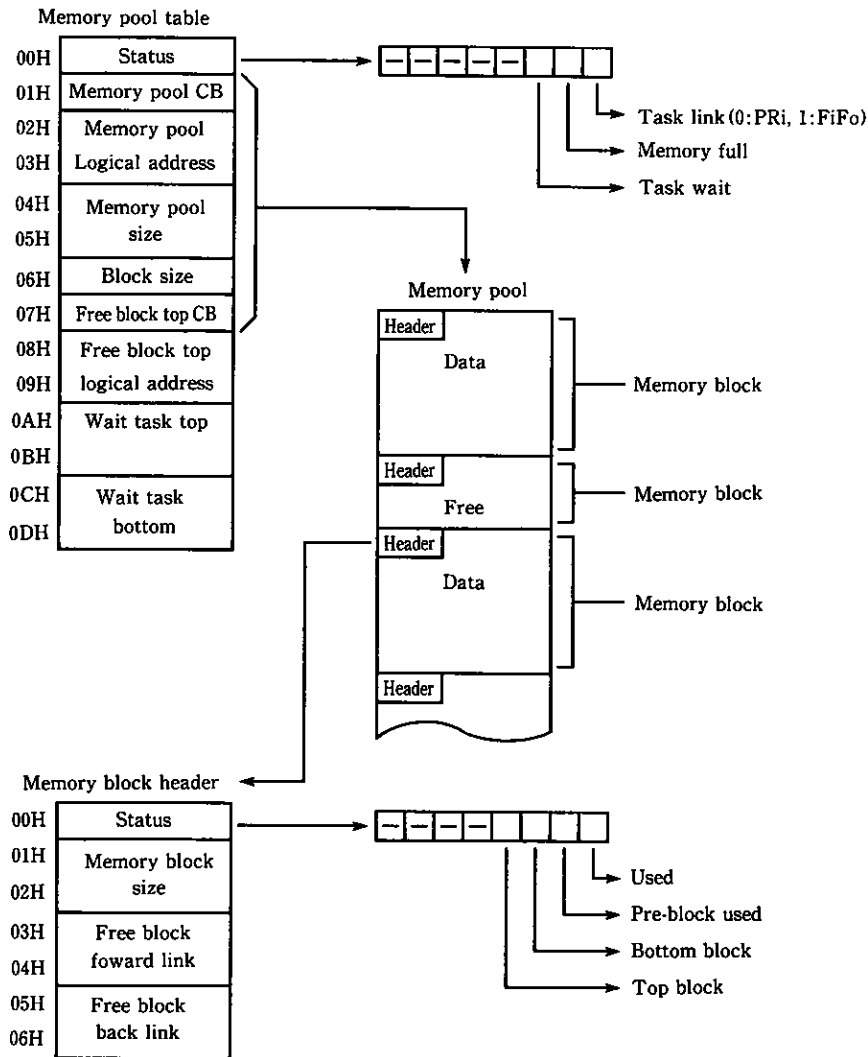 Memory pool table
00H Status
01H Memory pool CB
02H Memory pool
03H Logical address
04H Memory pool
05H size
06H Block size
07H Free block top CB
08H Free block top
09H logical address
0AH Wait task top
0BH
0CH Wait task
0DH bottom
Task link (0:PRi, 1:FiFo)
Memory full
Task wait
Memory pool
Header
Data
Memory block
Header
Free
Memory block
Header
Data
Memory block
Header
Memory block header
00H Status
01H Memory block
02H size
03H Free block
04H foward link
05H Free block
06H back link
Used
Pre-block used
Bottom block
Top block